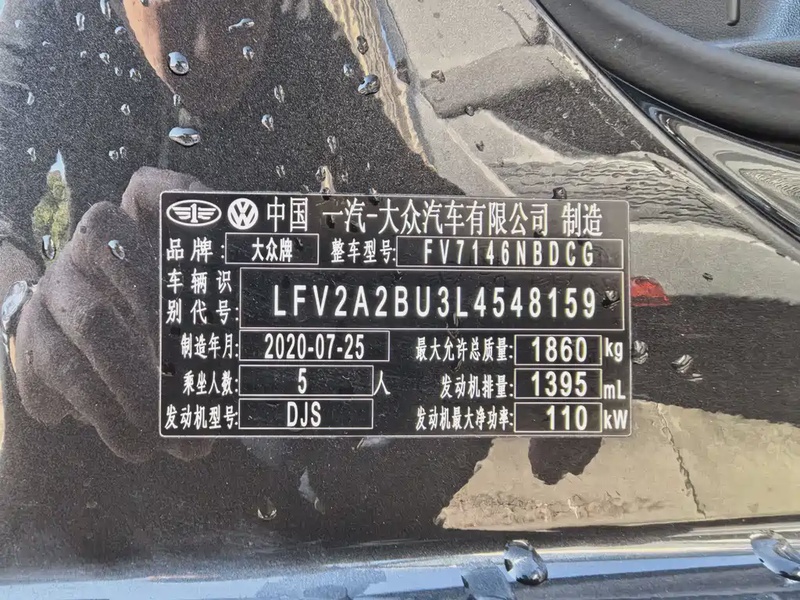 中国 一汽-大众汽车有限公司 制造
品牌: 大众牌 整车型号: FV7146NBDCG
车辆识别代号: LFV2A2BU3L4548159
制造年月: 2020-07-25 最大允许总质量: 1860 kg
乘坐人数: 5 人 发动机排量: 1395 mL
发动机型号: DJS 发动机最大净功率: 110 kW